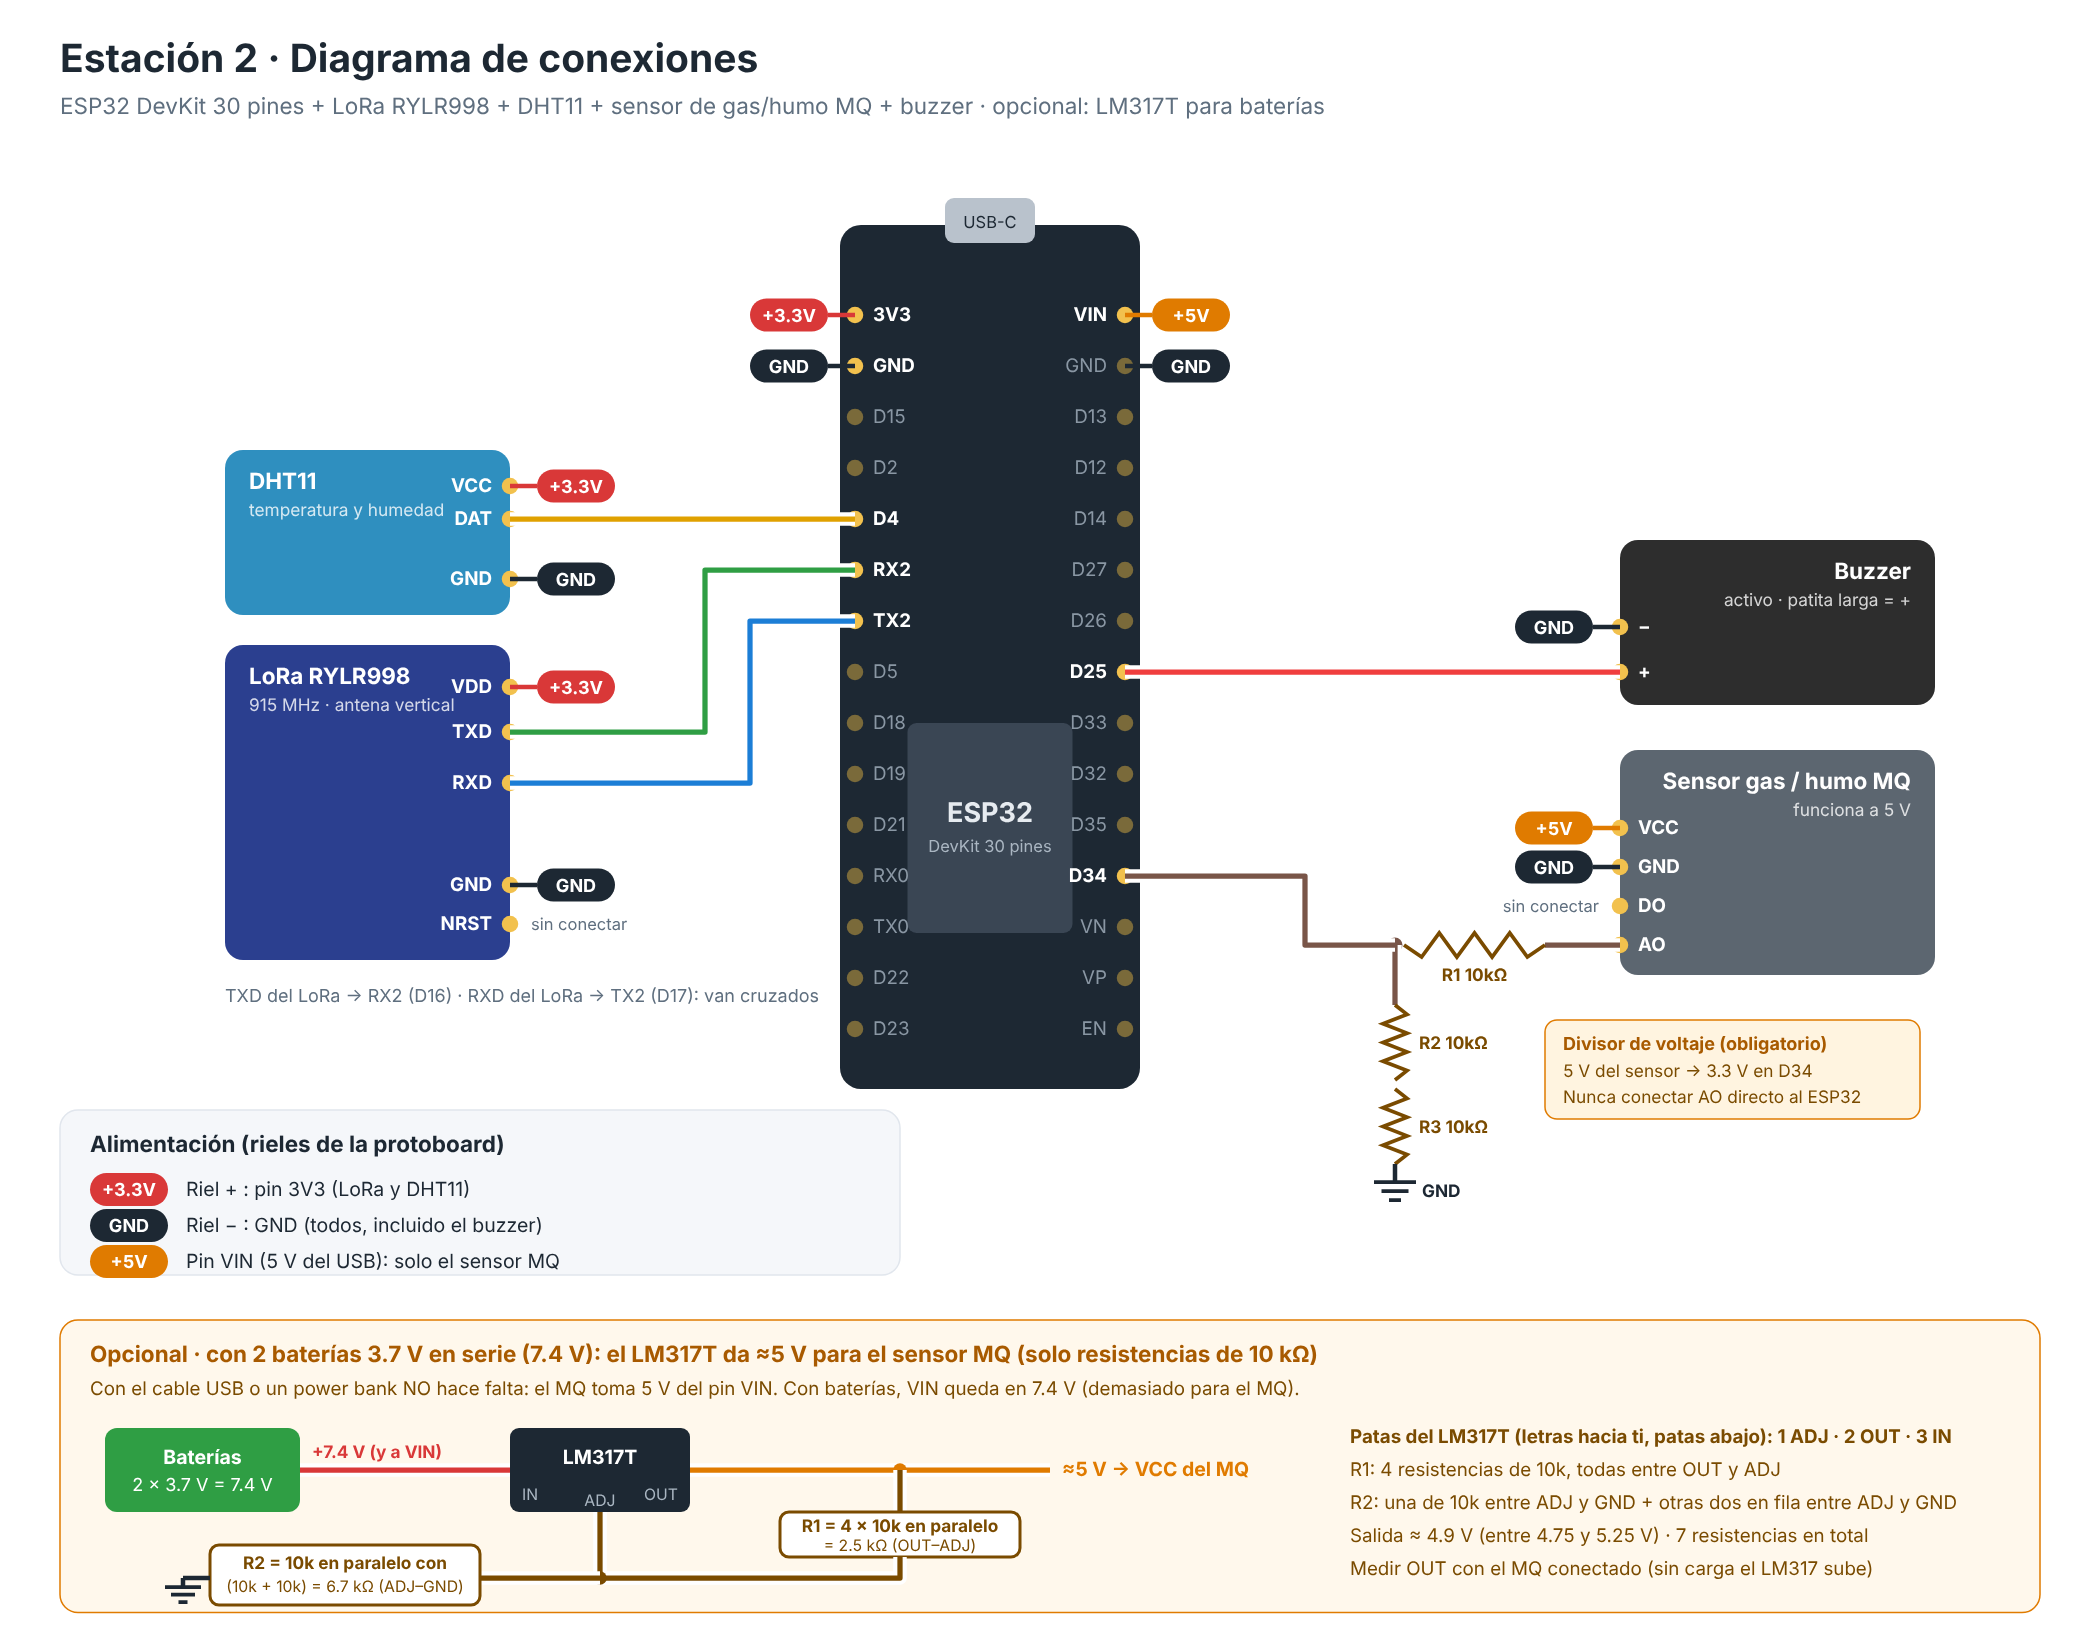 Estación 2 · Diagrama de conexiones
ESP32 DevKit 30 pines + LoRa RYLR998 + DHT11 + sensor de gas/humo MQ + buzzer · opcional: LM317T para baterías
USB-C
+3.3V 3V3 VIN +5V
GND GND GND GND
D15 D13
D2 D12
D4 D14
RX2 D27
TX2 D26
D5 D25
D18 D33
D19 D32
D21 D35
RX0 D34
TX0 VN
D22 VP
D23 EN
ESP32
DevKit 30 pines
DHT11
temperatura y humedad
VCC +3.3V
DAT
GND GND
LoRa RYLR998
915 MHz · antena vertical
VDD +3.3V
TXD
RXD
GND GND
NRST sin conectar
TXD del LoRa → RX2 (D16) · RXD del LoRa → TX2 (D17): van cruzados
Buzzer
activo · patita larga = +
GND −
+
Sensor gas / humo MQ
funciona a 5 V
+5V VCC
GND GND
sin conectar DO
AO
R1 10kΩ
R2 10kΩ
R3 10kΩ
GND
Divisor de voltaje (obligatorio)
5 V del sensor → 3.3 V en D34
Nunca conectar AO directo al ESP32
Alimentación (rieles de la protoboard)
+3.3V Riel + : pin 3V3 (LoRa y DHT11)
GND Riel − : GND (todos, incluido el buzzer)
+5V Pin VIN (5 V del USB): solo el sensor MQ
Opcional · con 2 baterías 3.7 V en serie (7.4 V): el LM317T da ≈5 V para el sensor MQ (solo resistencias de 10 kΩ)
Con el cable USB o un power bank NO hace falta: el MQ toma 5 V del pin VIN. Con baterías, VIN queda en 7.4 V (demasiado para el MQ).
Baterías
2 × 3.7 V = 7.4 V
+7.4 V (y a VIN)
LM317T
IN ADJ OUT
≈5 V → VCC del MQ
R1 = 4 × 10k en paralelo
= 2.5 kΩ (OUT–ADJ)
R2 = 10k en paralelo con
(10k + 10k) = 6.7 kΩ (ADJ–GND)
Patas del LM317T (letras hacia ti, patas abajo): 1 ADJ · 2 OUT · 3 IN
R1: 4 resistencias de 10k, todas entre OUT y ADJ
R2: una de 10k entre ADJ y GND + otras dos en fila entre ADJ y GND
Salida ≈ 4.9 V (entre 4.75 y 5.25 V) · 7 resistencias en total
Medir OUT con el MQ conectado (sin carga el LM317 sube)